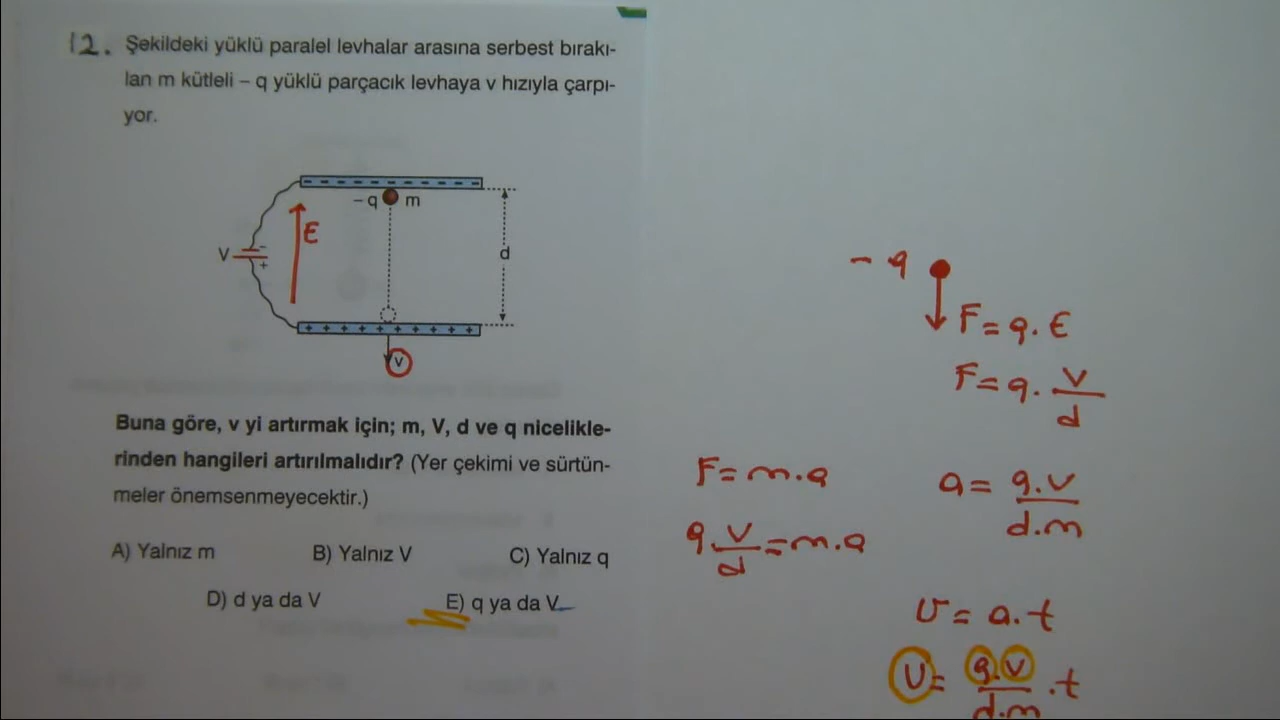 12. Şekildeki yüklü paralel levhalar arasına serbest bırakı-
lan m kütleli – q yüklü parçacık levhaya v hızıyla çarpı-
yor.
– q m
E
V
-
+
d
v
Buna göre, v yi artırmak için; m, V, d ve q nicelikle-
rinden hangileri artırılmalıdır? (Yer çekimi ve sürtün-
meler önemsenmeyecektir.)
A) Yalnız m B) Yalnız V C) Yalnız q
D) d ya da V E) q ya da V
- q
F = q . E
F = q . V/d
F = m . a
q . V/d = m . a
a = q . V / d . m
v = a . t
v = q . V / d . m . t